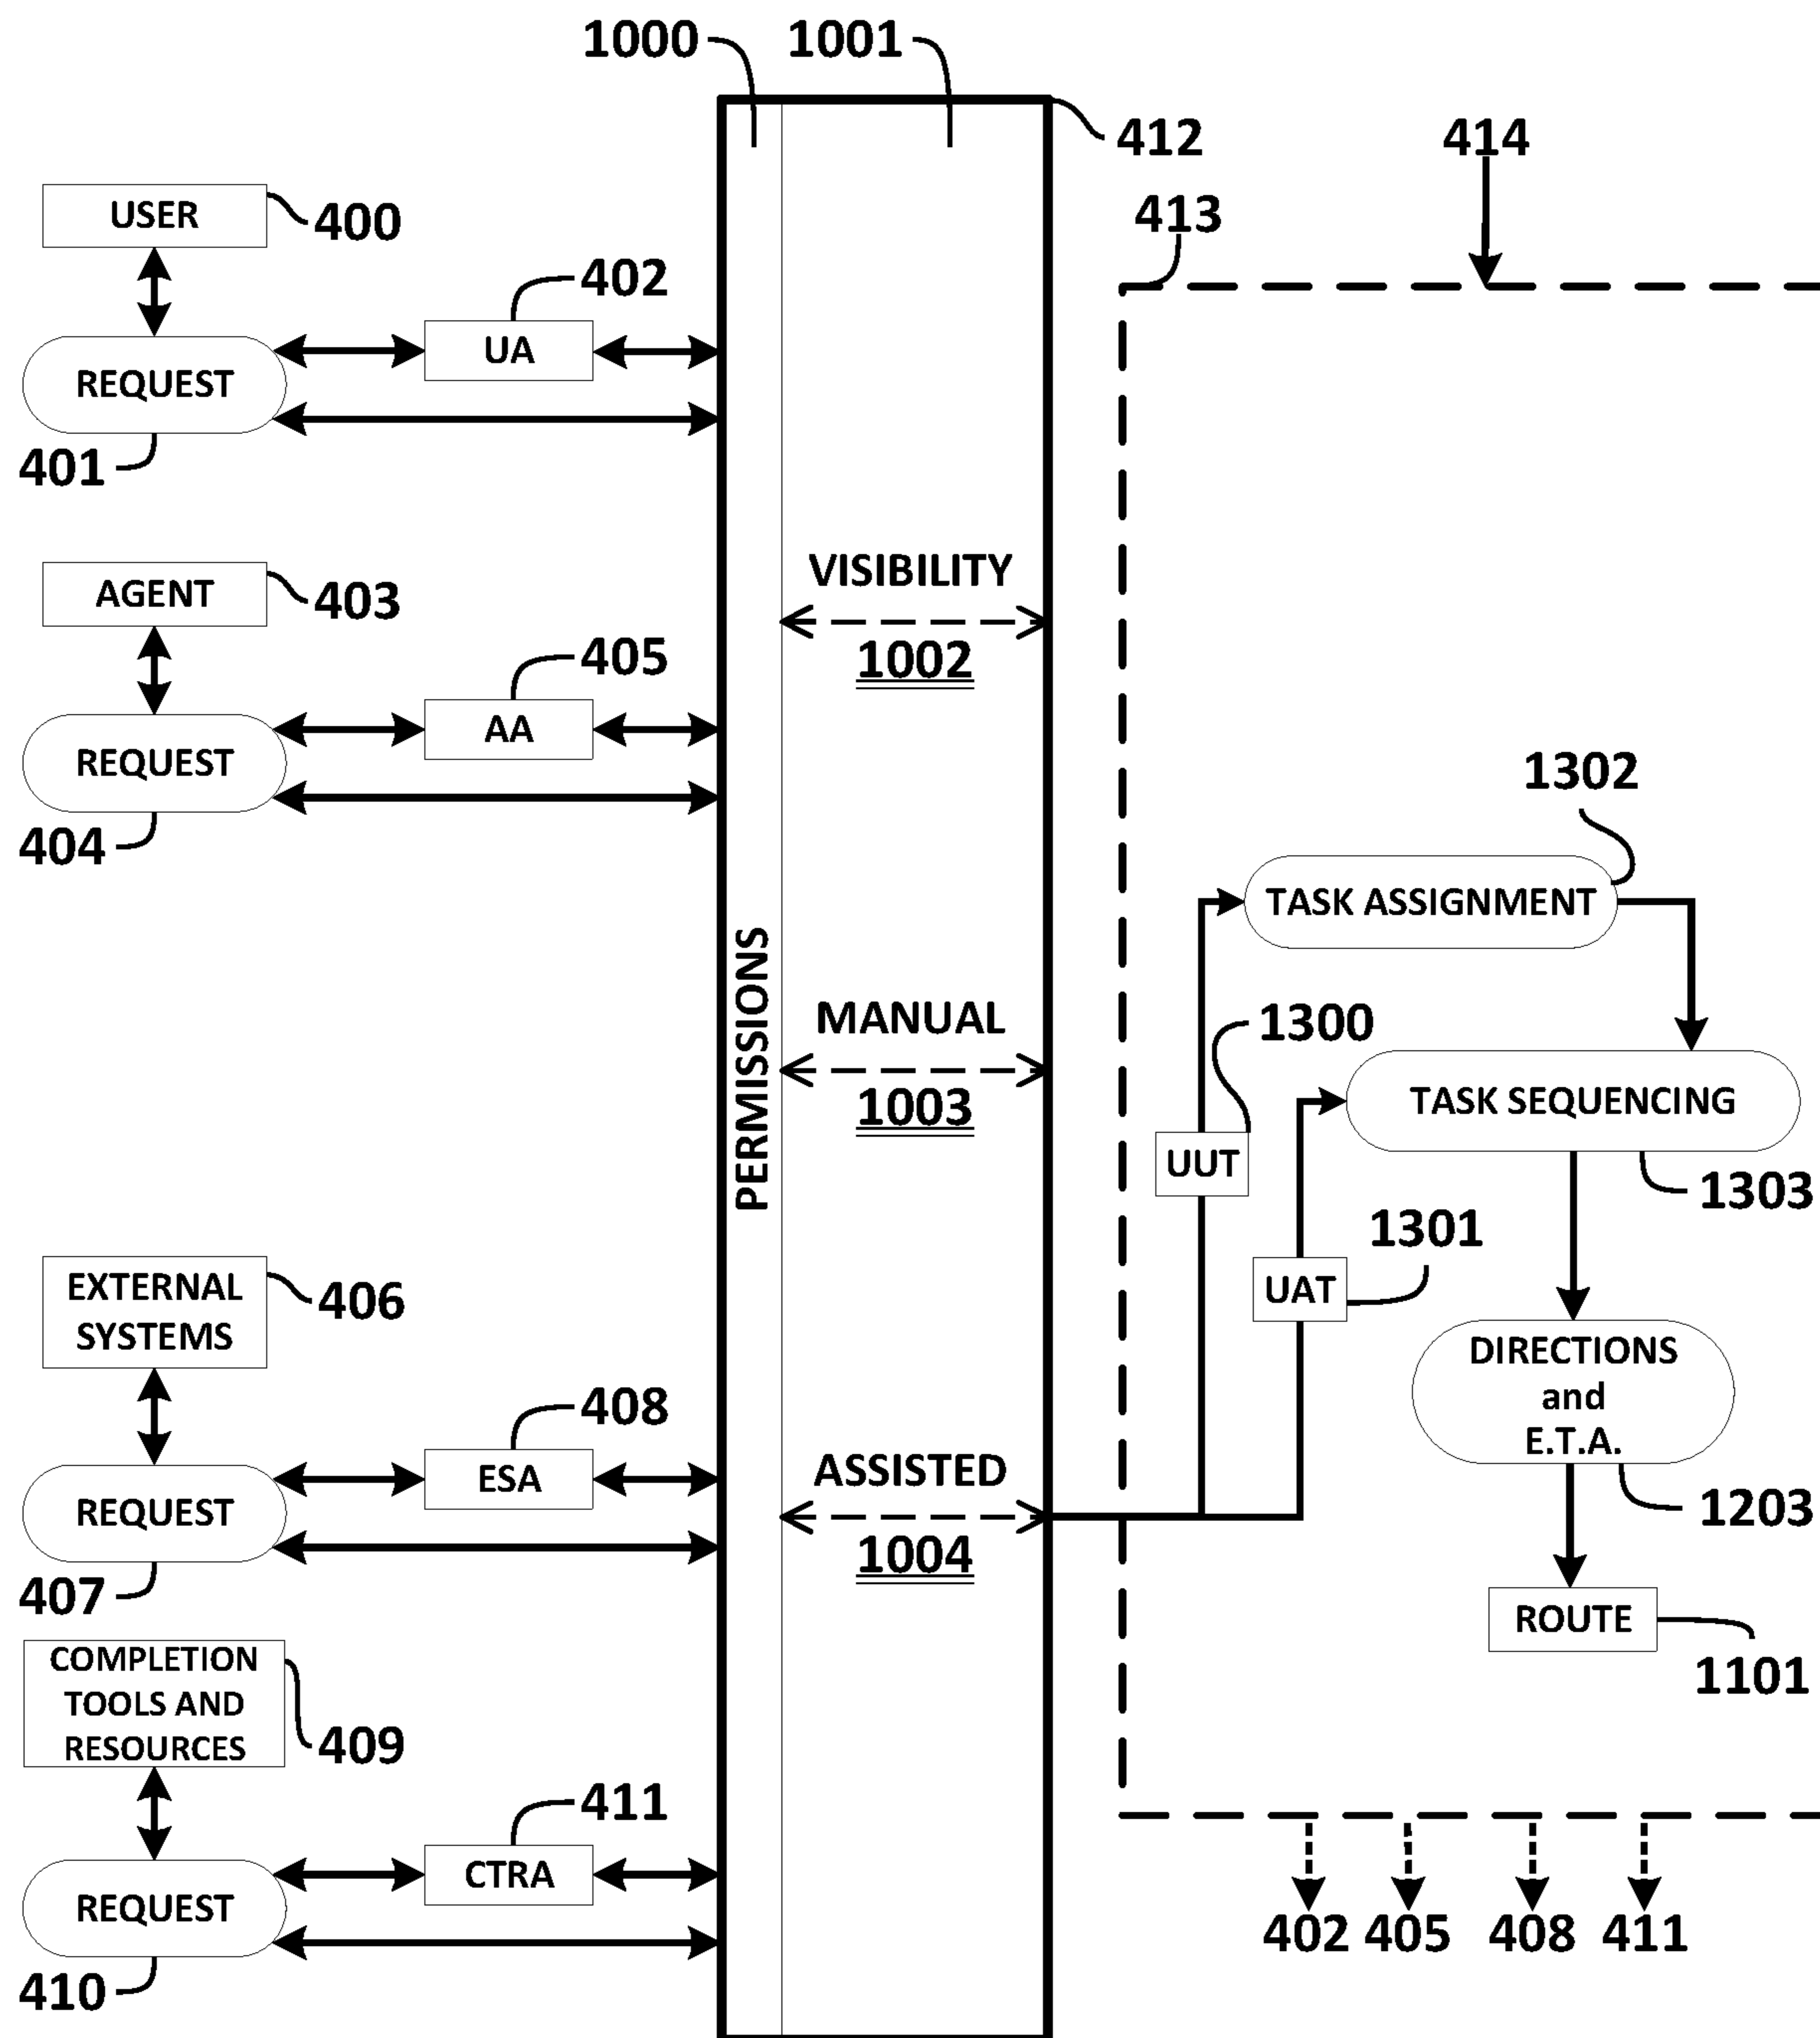 1000
1001
412
414
413
USER
400
402
UA
REQUEST
401
AGENT
403
405
AA
REQUEST
404
EXTERNAL
SYSTEMS
406
408
ESA
REQUEST
407
COMPLETION
TOOLS AND
RESOURCES
409
411
CTRA
REQUEST
410
PERMISSIONS
VISIBILITY
1002
MANUAL
1003
ASSISTED
1004
1302
TASK ASSIGNMENT
1300
UUT
TASK SEQUENCING
1303
1301
UAT
DIRECTIONS
and
E.T.A.
1203
ROUTE
1101
402 405 408 411